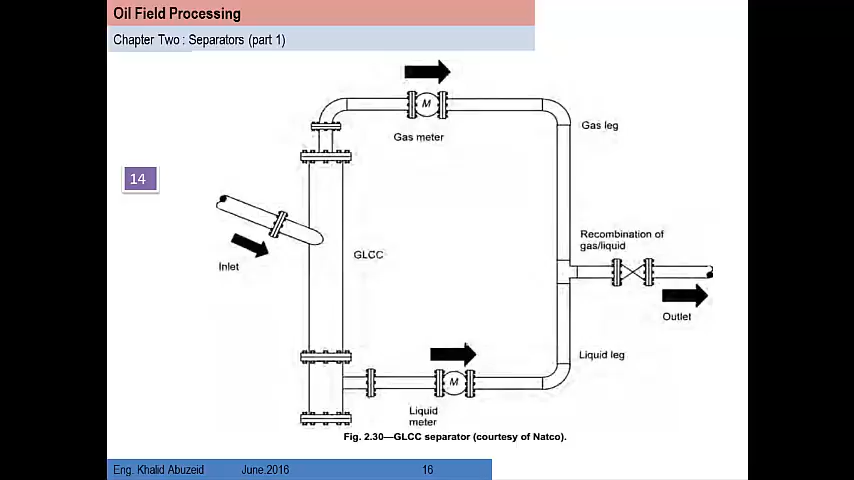 Oil Field Processing
Chapter Two : Separators (part 1)
M
Gas meter
Gas leg
14
Recombination of
gas/liquid
GLCC
Inlet
Outlet
Liquid leg
M
Liquid
meter
Fig. 2.30—GLCC separator (courtesy of Natco).
Eng. Khalid Abuzeid June.2016 16